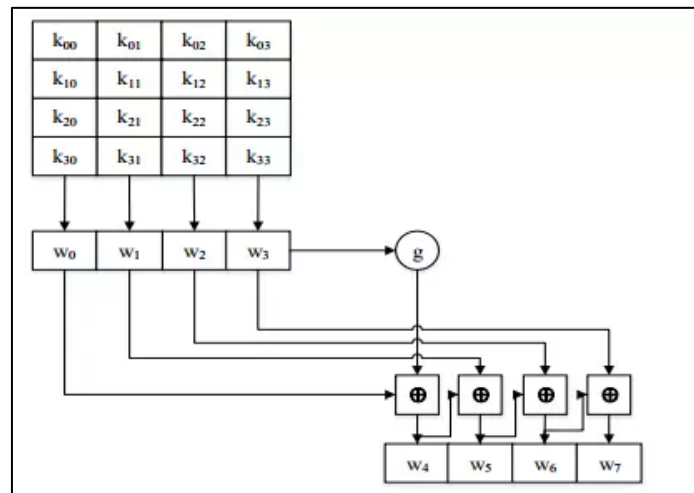 k₀₀ k₀₁ k₀₂ k₀₃
k₁₀ k₁₁ k₁₂ k₁₃
k₂₀ k₂₁ k₂₂ k₂₃
k₃₀ k₃₁ k₃₂ k₃₃
w₀ w₁ w₂ w₃ g
⊕ ⊕ ⊕ ⊕
w₄ w₅ w₆ w₇